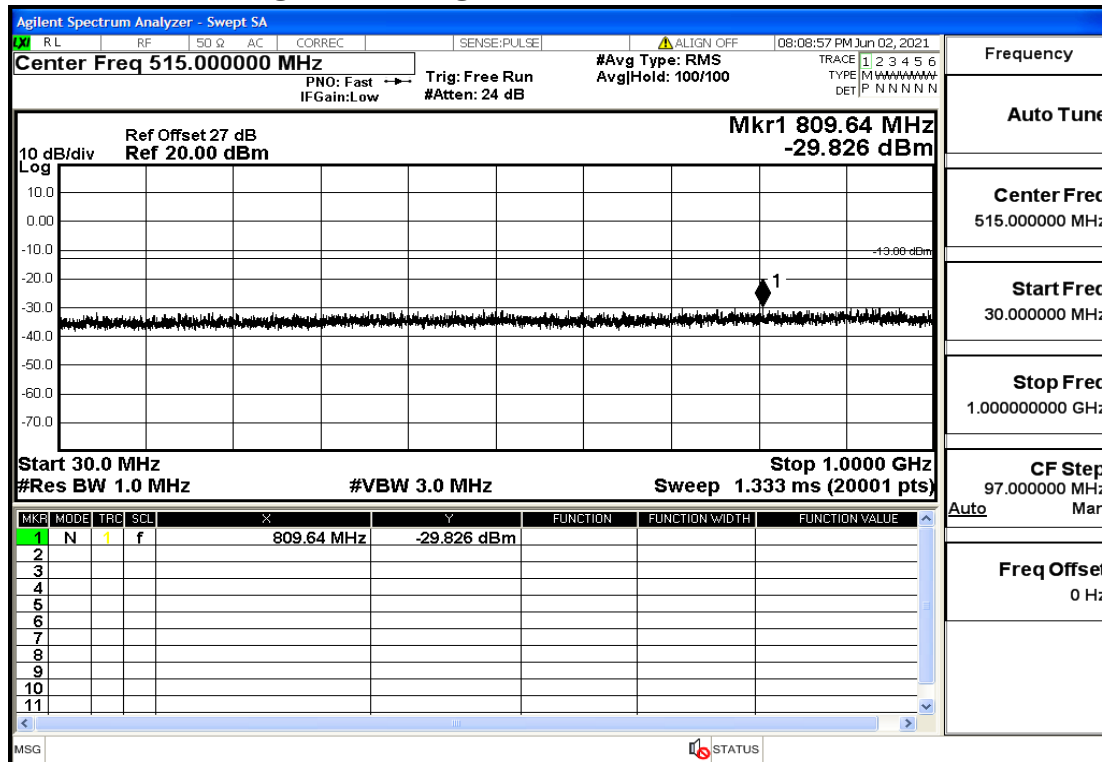 Agilent Spectrum Analyzer - Swept SA
LXI RL RF 50 Ω AC CORREC SENSE:PULSE ALIGN OFF 08:08:57 PM Jun 02, 2021
Center Freq 515.000000 MHz
PNO: Fast
IFGain:Low
Trig: Free Run
#Atten: 24 dB
#Avg Type: RMS
Avg|Hold: 100/100
TRACE 1 2 3 4 5 6
TYPE M WWWWW
DET P N N N N N
Mkr1 809.64 MHz
-29.826 dBm
Ref Offset 27 dB
10 dB/div Ref 20.00 dBm
Log
10.0
0.00
-10.0
-13.00 dBm
-20.0
1
-30.0
-40.0
-50.0
-60.0
-70.0
Start 30.0 MHz Stop 1.0000 GHz
#Res BW 1.0 MHz #VBW 3.0 MHz Sweep 1.333 ms (20001 pts)
MKR MODE TRC SCL X Y FUNCTION FUNCTION WIDTH FUNCTION VALUE
1 N 1 f 809.64 MHz -29.826 dBm
2
3
4
5
6
7
8
9
10
11
MSG STATUS
Frequency
Auto Tune
Center Freq
515.000000 MHz
Start Freq
30.000000 MHz
Stop Freq
1.000000000 GHz
CF Step
97.000000 MHz
Auto Man
Freq Offset
0 Hz